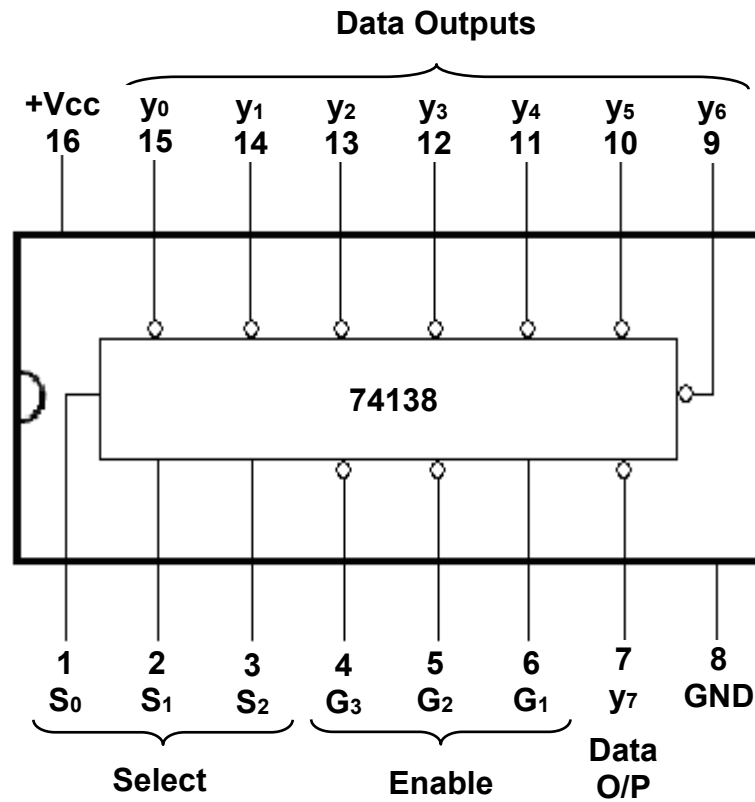 Data Outputs
+Vcc y0 y1 y2 y3 y4 y5 y6
16 15 14 13 12 11 10 9
74138
1 2 3 4 5 6 7 8
S0 S1 S2 G3 G2 G1 y7 GND
Select Enable Data
O/P